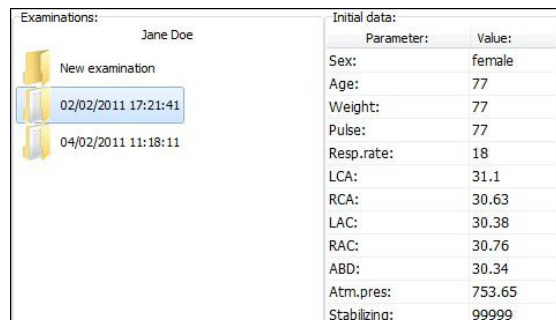 Examinations:
Jane Doe
New examination
02/02/2011 17:21:41
04/02/2011 11:18:11
Initial data:
Parameter: Value:
Sex: female
Age: 77
Weight: 77
Pulse: 77
Resp.rate: 18
LCA: 31.1
RCA: 30.63
LAC: 30.38
RAC: 30.76
ABD: 30.34
Atm.pres: 753.65
Stabilizing: 99999